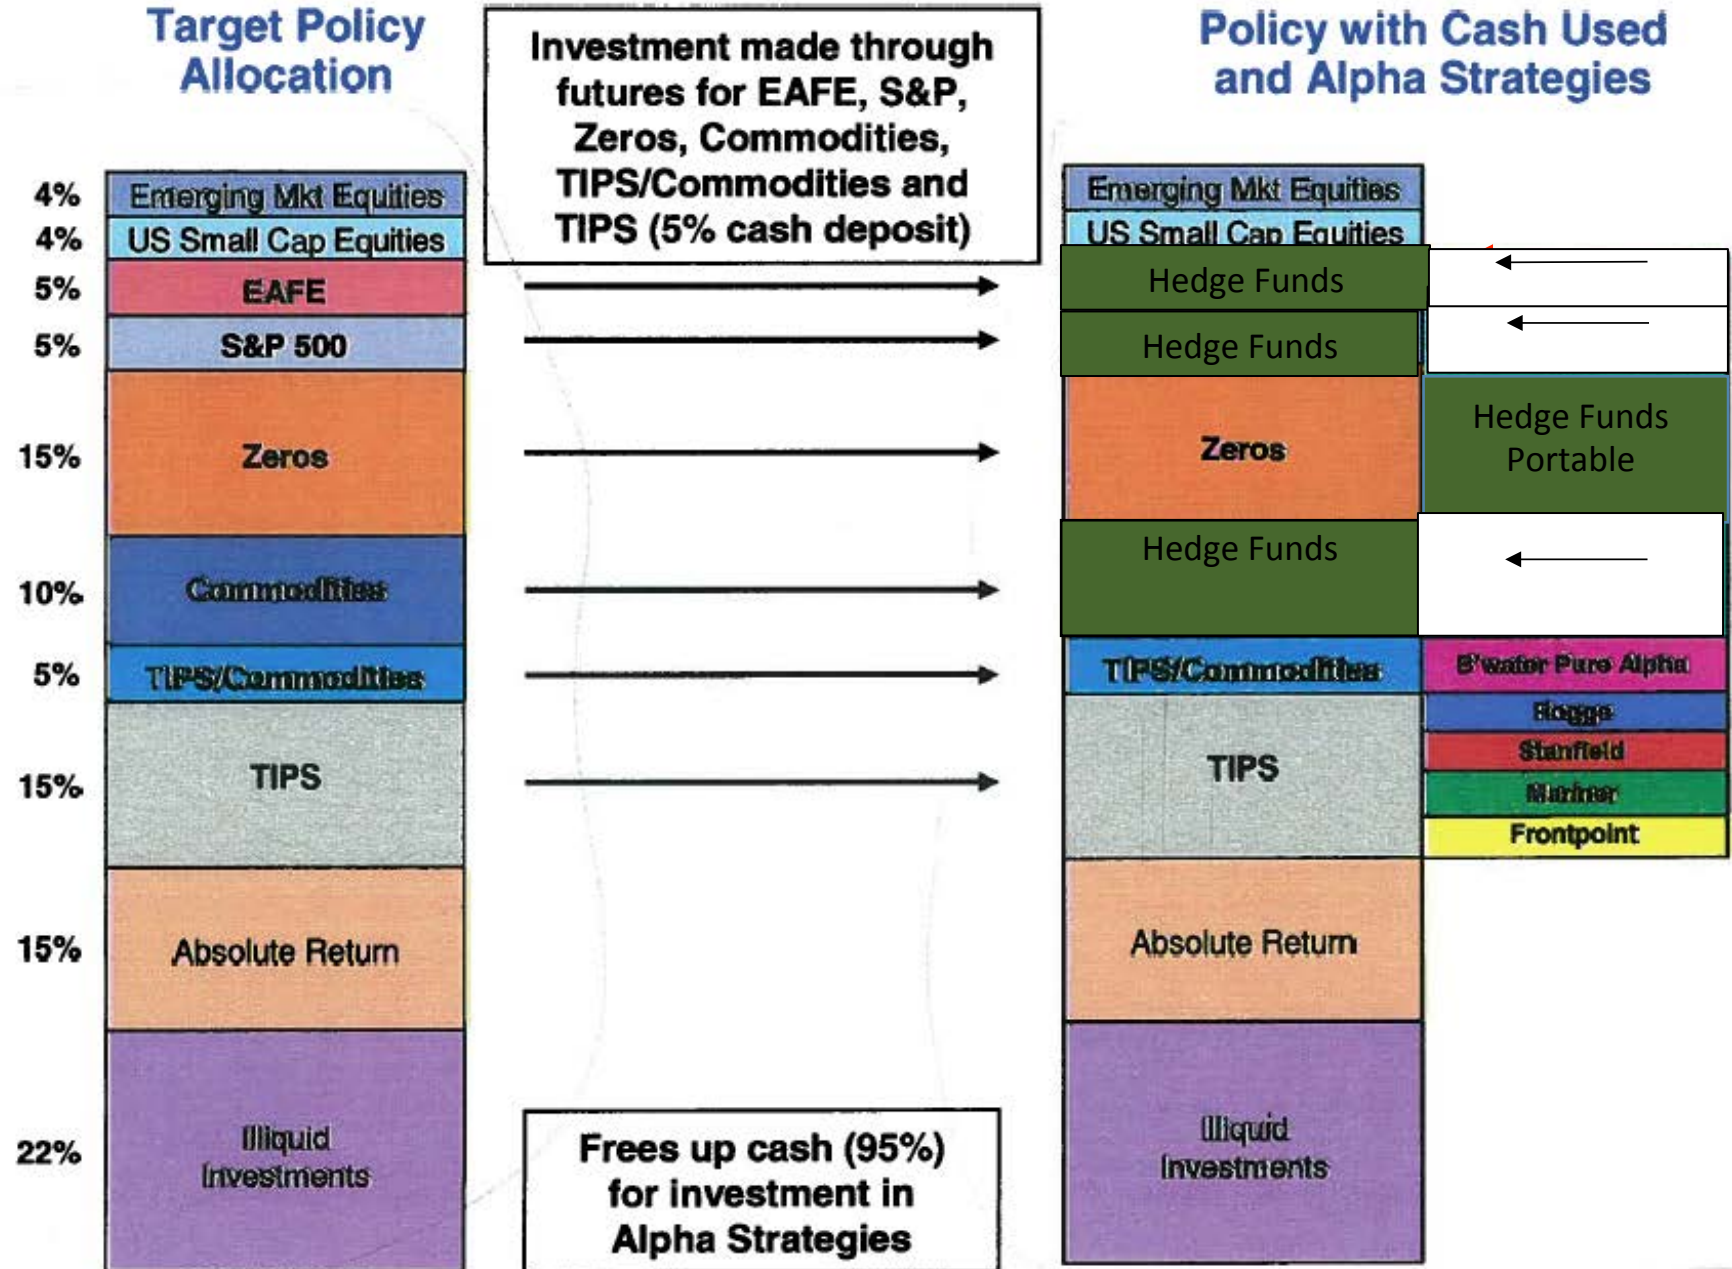 Target Policy
Allocation
Investment made through
futures for EAFE, S&P,
Zeros, Commodities,
TIPS/Commodities and
TIPS (5% cash deposit)
Policy with Cash Used
and Alpha Strategies
4%
Emerging Mkt Equities
4%
US Small Cap Equities
5%
EAFE
5%
S&P 500
15%
Zeros
10%
Commodities
5%
TIPS/Commodities
15%
TIPS
15%
Absolute Return
22%
Illiquid
Investments
Frees up cash (95%)
for investment in
Alpha Strategies
Emerging Mkt Equities
US Small Cap Equities
Hedge Funds
Hedge Funds
Zeros
Hedge Funds
Portable
Hedge Funds
TIPS/Commodities
B'water Pure Alpha
Rogge
Stanfield
Mariner
Frontpoint
TIPS
Absolute Return
Illiquid
Investments